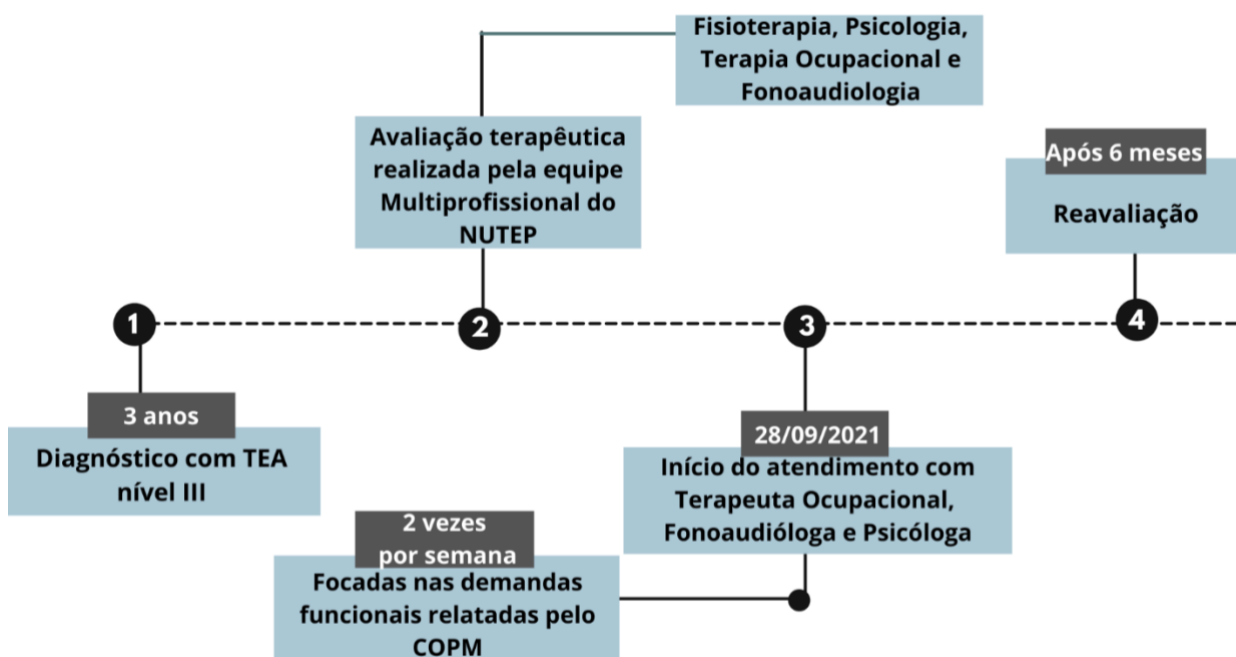 Fisioterapia, Psicologia,
Terapia Ocupacional e
Fonoaudiologia
Avaliação terapêutica
realizada pela equipe
Multiprofissional do
NUTEP
Após 6 meses
Reavaliação
1
2
3
4
3 anos
Diagnóstico com TEA
nível III
28/09/2021
Início do atendimento com
Terapeuta Ocupacional,
Fonoaudióloga e Psicóloga
2 vezes
por semana
Focadas nas demandas
funcionais relatadas pelo
COPM